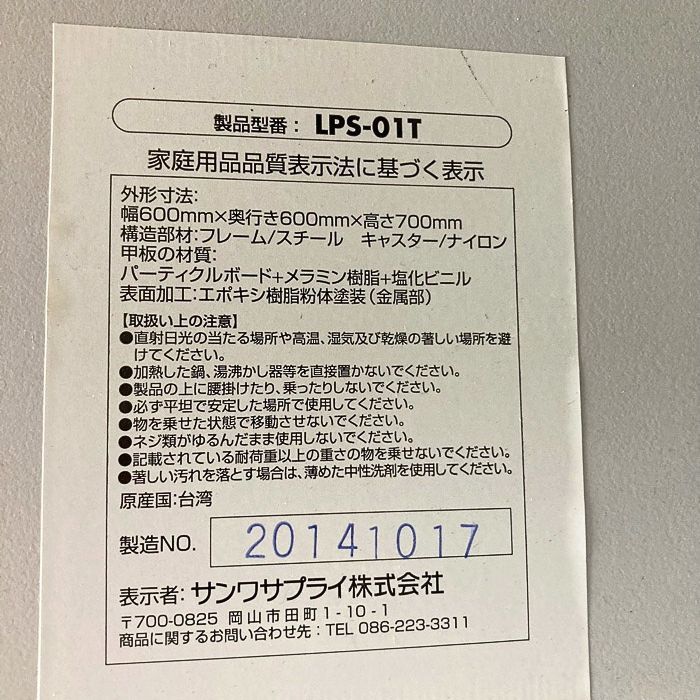 製品型番： LPS-01T
家庭用品品質表示法に基づく表示
外形寸法:
幅600mm×奥行き600mm×高さ700mm
構造部材:フレーム/スチール　キャスター/ナイロン
甲板の材質:
パーティクルボード+メラミン樹脂+塩化ビニル
表面加工:エポキシ樹脂粉体塗装(金属部)
【取扱い上の注意】
●直射日光の当たる場所や高温、湿気及び乾燥の著しい場所を避
けてください。
●加熱した鍋、湯沸かし器等を直接置かないでください。
●製品の上に腰掛けたり、乗ったりしないでください。
●必ず平坦で安定した場所で使用してください。
●物を乗せた状態で移動させないでください。
●ネジ類がゆるんだまま使用しないでください。
●記載されている耐荷重以上の重さの物を乗せないでください。
●著しい汚れを落とす場合は、薄めた中性洗剤を使用してください。
原産国:台湾
製造NO. 20141017
表示者: サンワサプライ株式会社
〒700-0825 岡山市田町1-10-1
商品に関するお問い合わせ先：TEL 086-223-3311